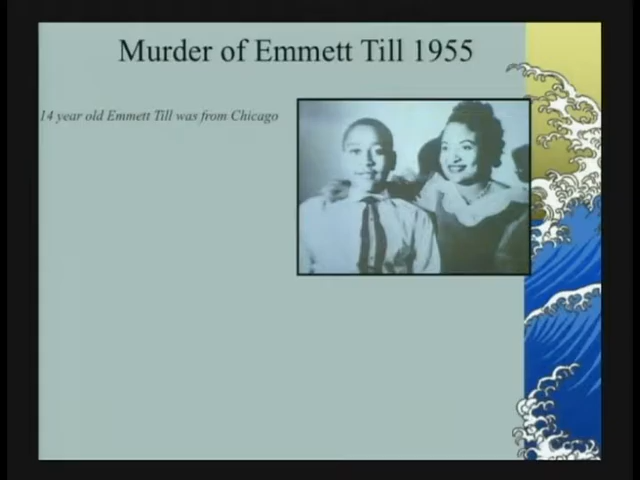 Murder of Emmett Till 1955
14 year old Emmett Till was from Chicago